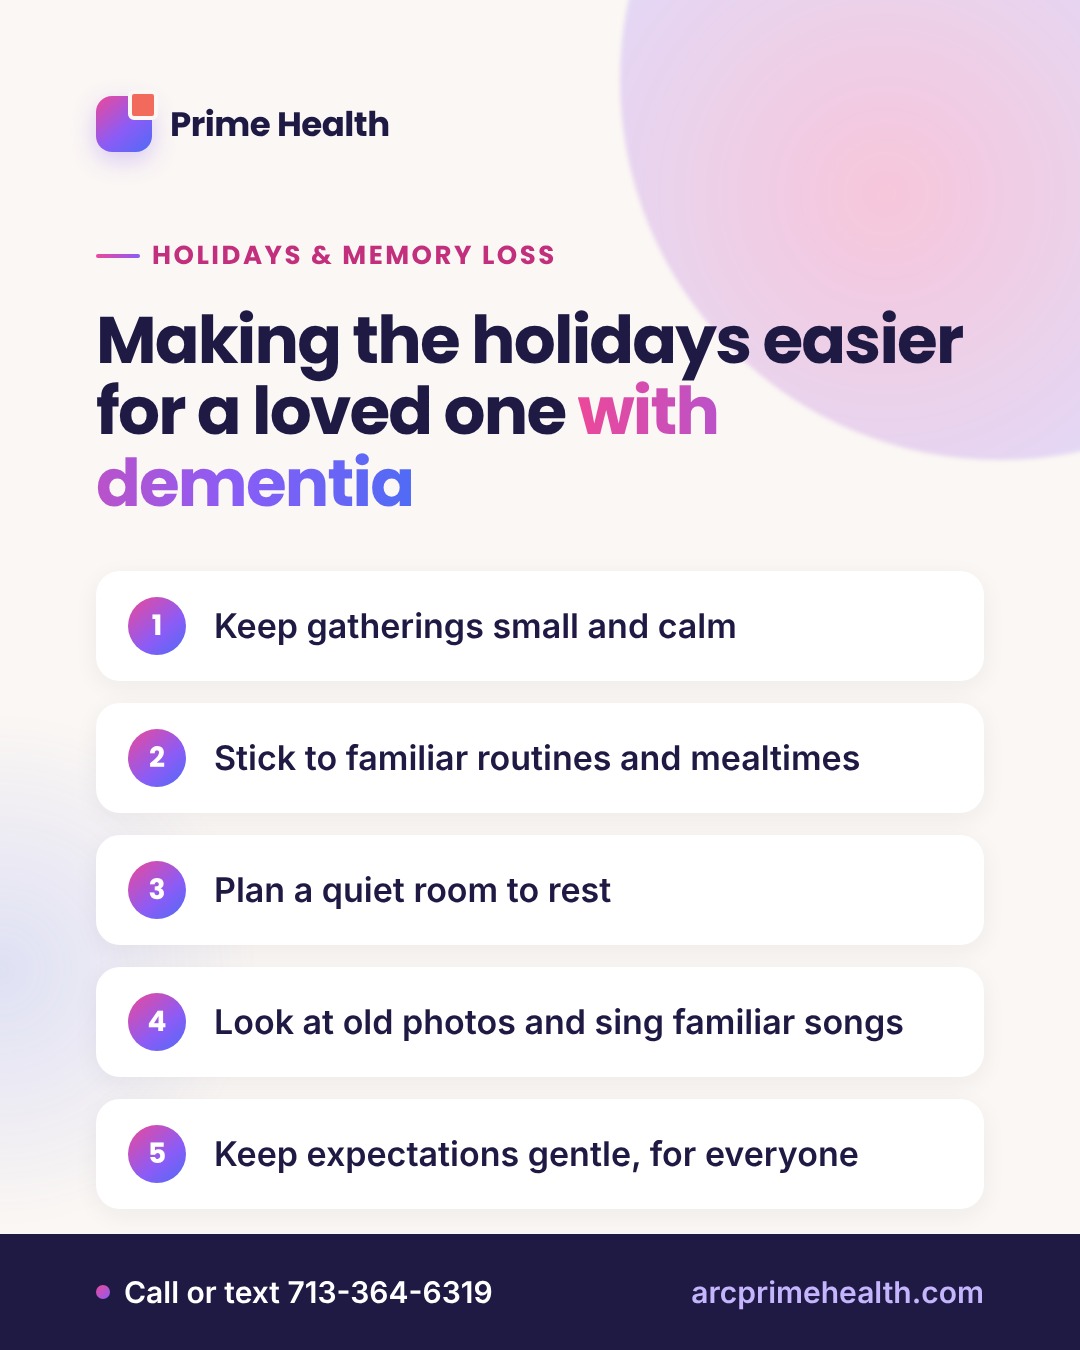 Prime Health
HOLIDAYS & MEMORY LOSS
Making the holidays easier
for a loved one with
dementia
1 Keep gatherings small and calm
2 Stick to familiar routines and mealtimes
3 Plan a quiet room to rest
4 Look at old photos and sing familiar songs
5 Keep expectations gentle, for everyone
Call or text 713-364-6319 arcprimehealth.com